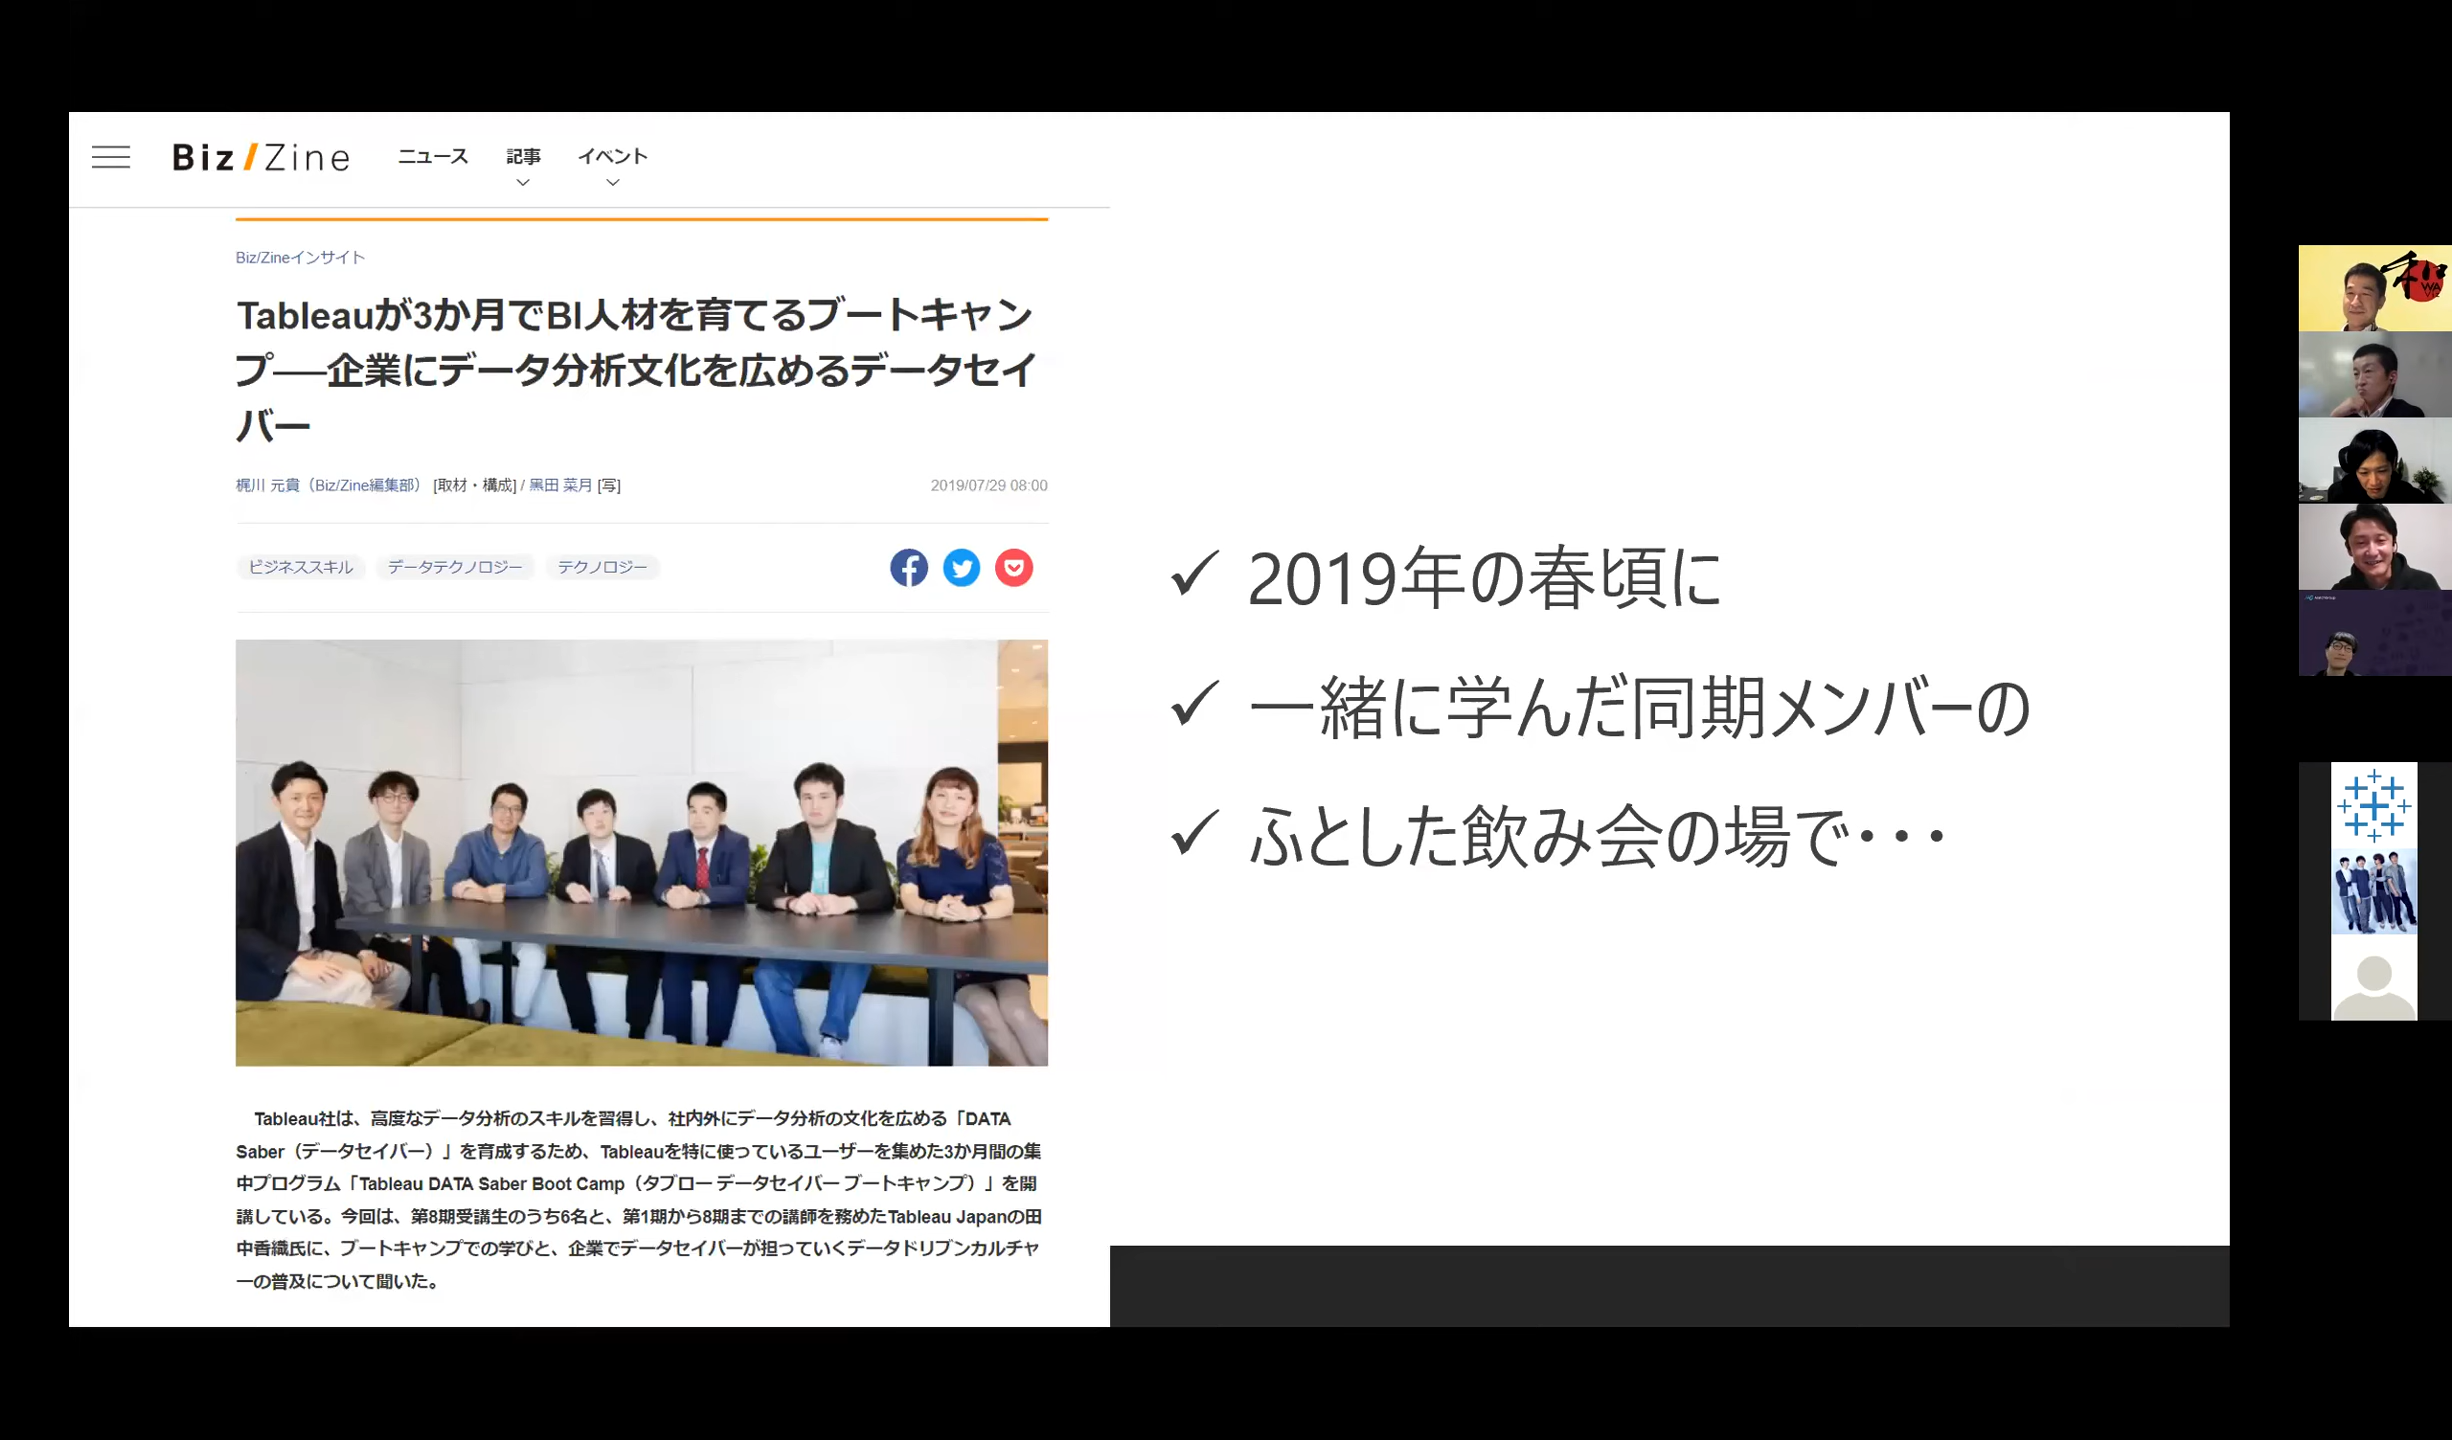 Biz/Zine
ニュース
記事
イベント
Biz/Zineインサイト
Tableauが3か月でBI人材を育てるブートキャン
プ──企業にデータ分析文化を広めるデータセイ
バー
梶川 元貴（Biz/Zine編集部） [取材・構成] / 黒田 菜月 [写]
2019/07/29 08:00
ビジネススキル
データテクノロジー
テクノロジー
Tableau社は、高度なデータ分析のスキルを習得し、社内外にデータ分析の文化を広める「DATA
Saber（データセイバー）」を育成するため、Tableauを特に使っているユーザーを集めた3か月間の集
中プログラム「Tableau DATA Saber Boot Camp（タブロー データセイバー ブートキャンプ）」を開
講している。今回は、第8期受講生のうち6名と、第1期から8期までの講師を務めたTableau Japanの田
中香織氏に、ブートキャンプでの学びと、企業でデータセイバーが担っていくデータドリブンカルチャ
ーの普及について聞いた。
✓ 2019年の春頃に
✓ 一緒に学んだ同期メンバーの
✓ ふとした飲み会の場で・・・
和
WA
VIZ